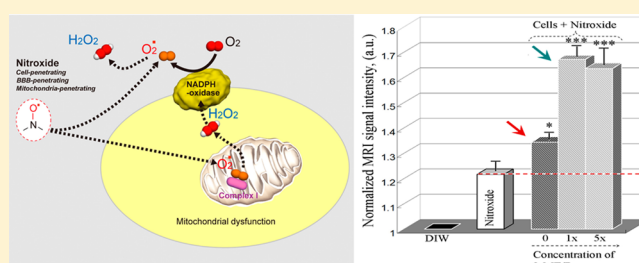 H2O2
O2•
O2
Nitroxide
Cell-penetrating
BBB-penetrating
Mitochondria-penetrating
NADPH
-oxidase
O•
N
H2O2
O2•
Complex I
Mitochondrial dysfunction
Normalized MRI signal intensity, (a.u.)
1.8
1.7
1.6
1.5
1.4
1.3
1.2
1.1
1
Cells + Nitroxide
***
***
*
Nitroxide
DIW
0 1x 5x
Concentration of